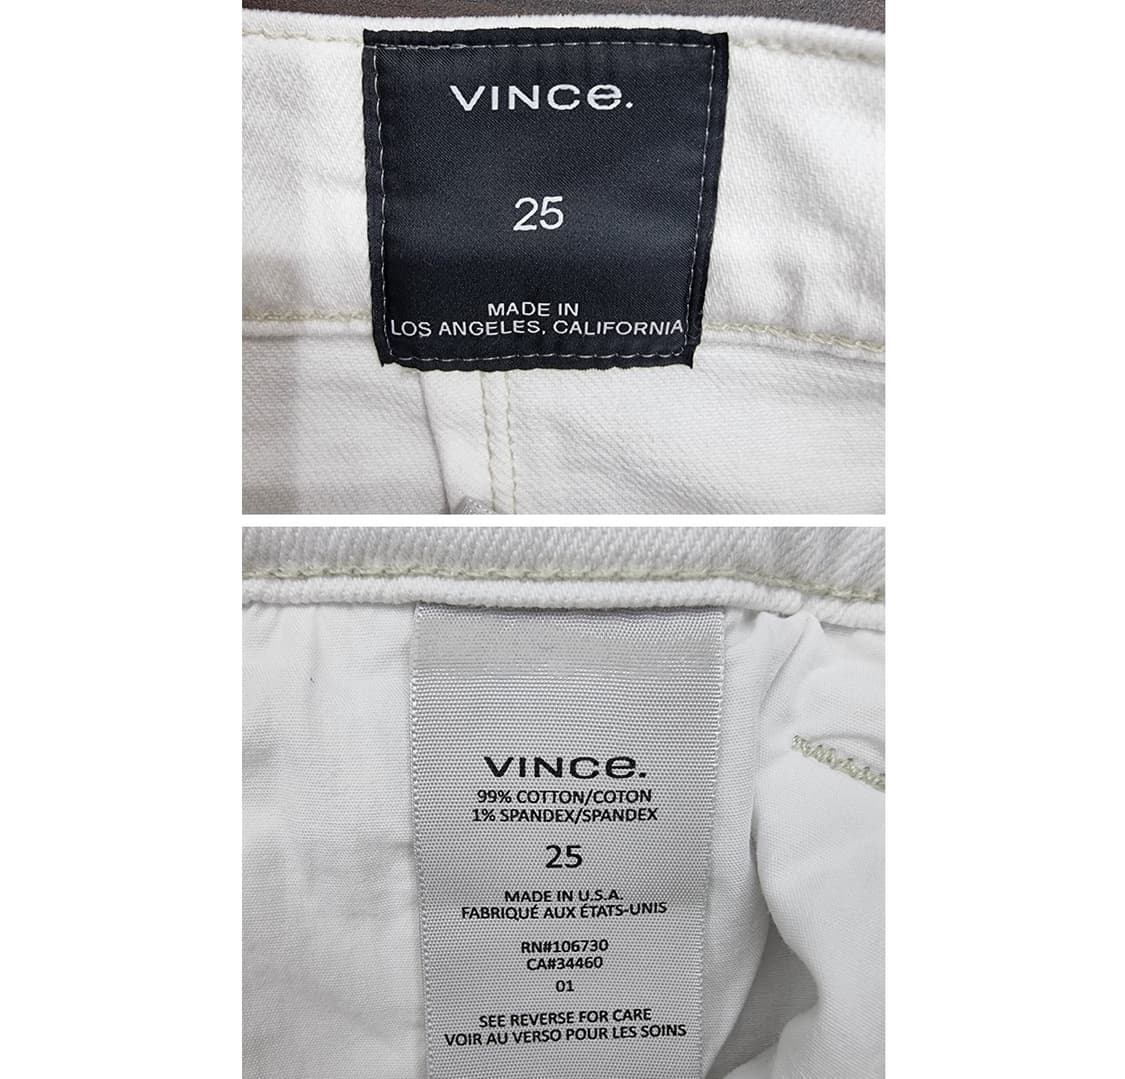 VINCe.
25
MADE IN
LOS ANGELES, CALIFORNIA
VINCe.
99% COTTON/COTON
1% SPANDEX/SPANDEX
25
MADE IN U.S.A.
FABRIQUÉ AUX ÉTATS-UNIS
RN#106730
CA#34460
01
SEE REVERSE FOR CARE
VOIR AU VERSO POUR LES SOINS